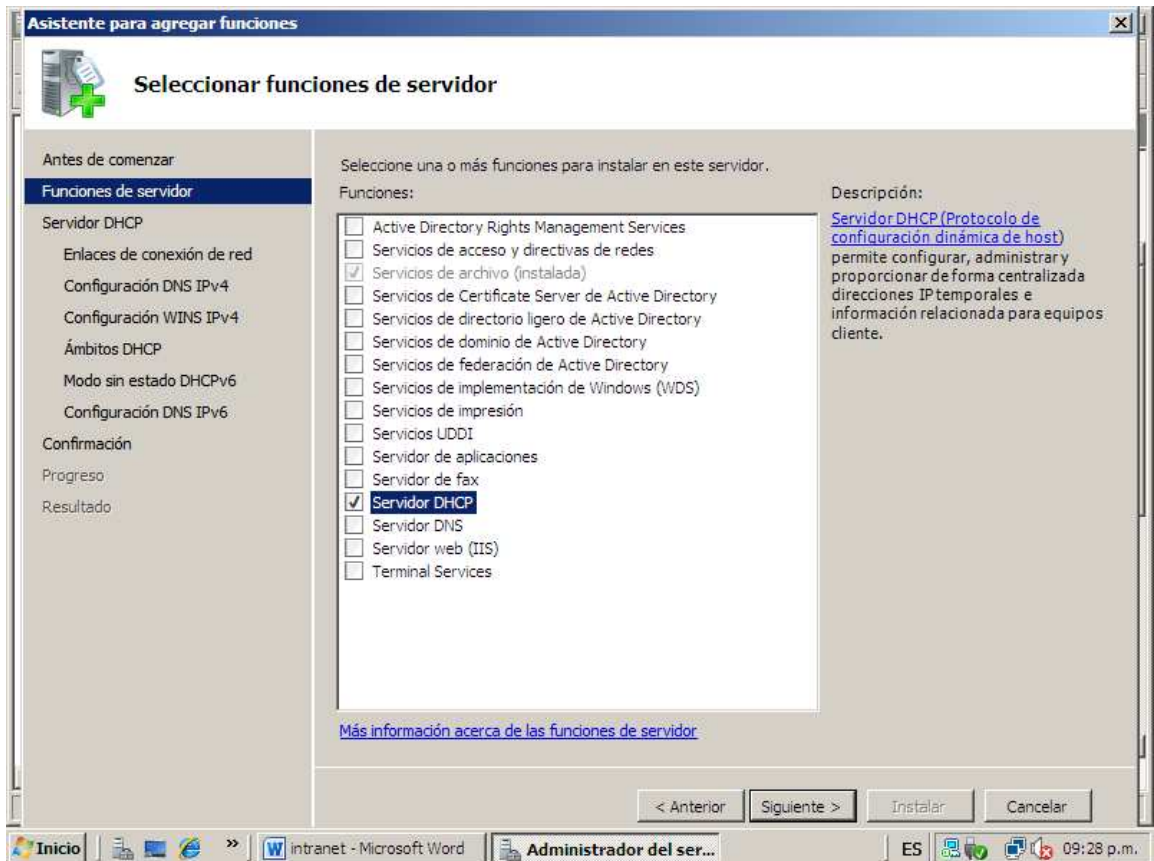 Asistente para agregar funciones
Seleccionar funciones de servidor
Antes de comenzar
Funciones de servidor
Servidor DHCP
Enlaces de conexión de red
Configuración DNS IPv4
Configuración WINS IPv4
Ámbitos DHCP
Modo sin estado DHCPv6
Configuración DNS IPv6
Confirmación
Progreso
Resultado
Seleccione una o más funciones para instalar en este servidor.
Funciones:
Active Directory Rights Management Services
Servicios de acceso y directivas de redes
Servicios de archivo (instalada)
Servicios de Certificate Server de Active Directory
Servicios de directorio ligero de Active Directory
Servicios de dominio de Active Directory
Servicios de federación de Active Directory
Servicios de implementación de Windows (WDS)
Servicios de impresión
Servicios UDDI
Servidor de aplicaciones
Servidor de fax
Servidor DHCP
Servidor DNS
Servidor web (IIS)
Terminal Services
Más información acerca de las funciones de servidor
Descripción:
Servidor DHCP (Protocolo de
configuración dinámica de host)
permite configurar, administrar y
proporcionar de forma centralizada
direcciones IP temporales e
información relacionada para equipos
cliente.
< Anterior
Siguiente >
Instalar
Cancelar
Inicio
»
intranet - Microsoft Word
Administrador del ser...
ES
09:28 p.m.